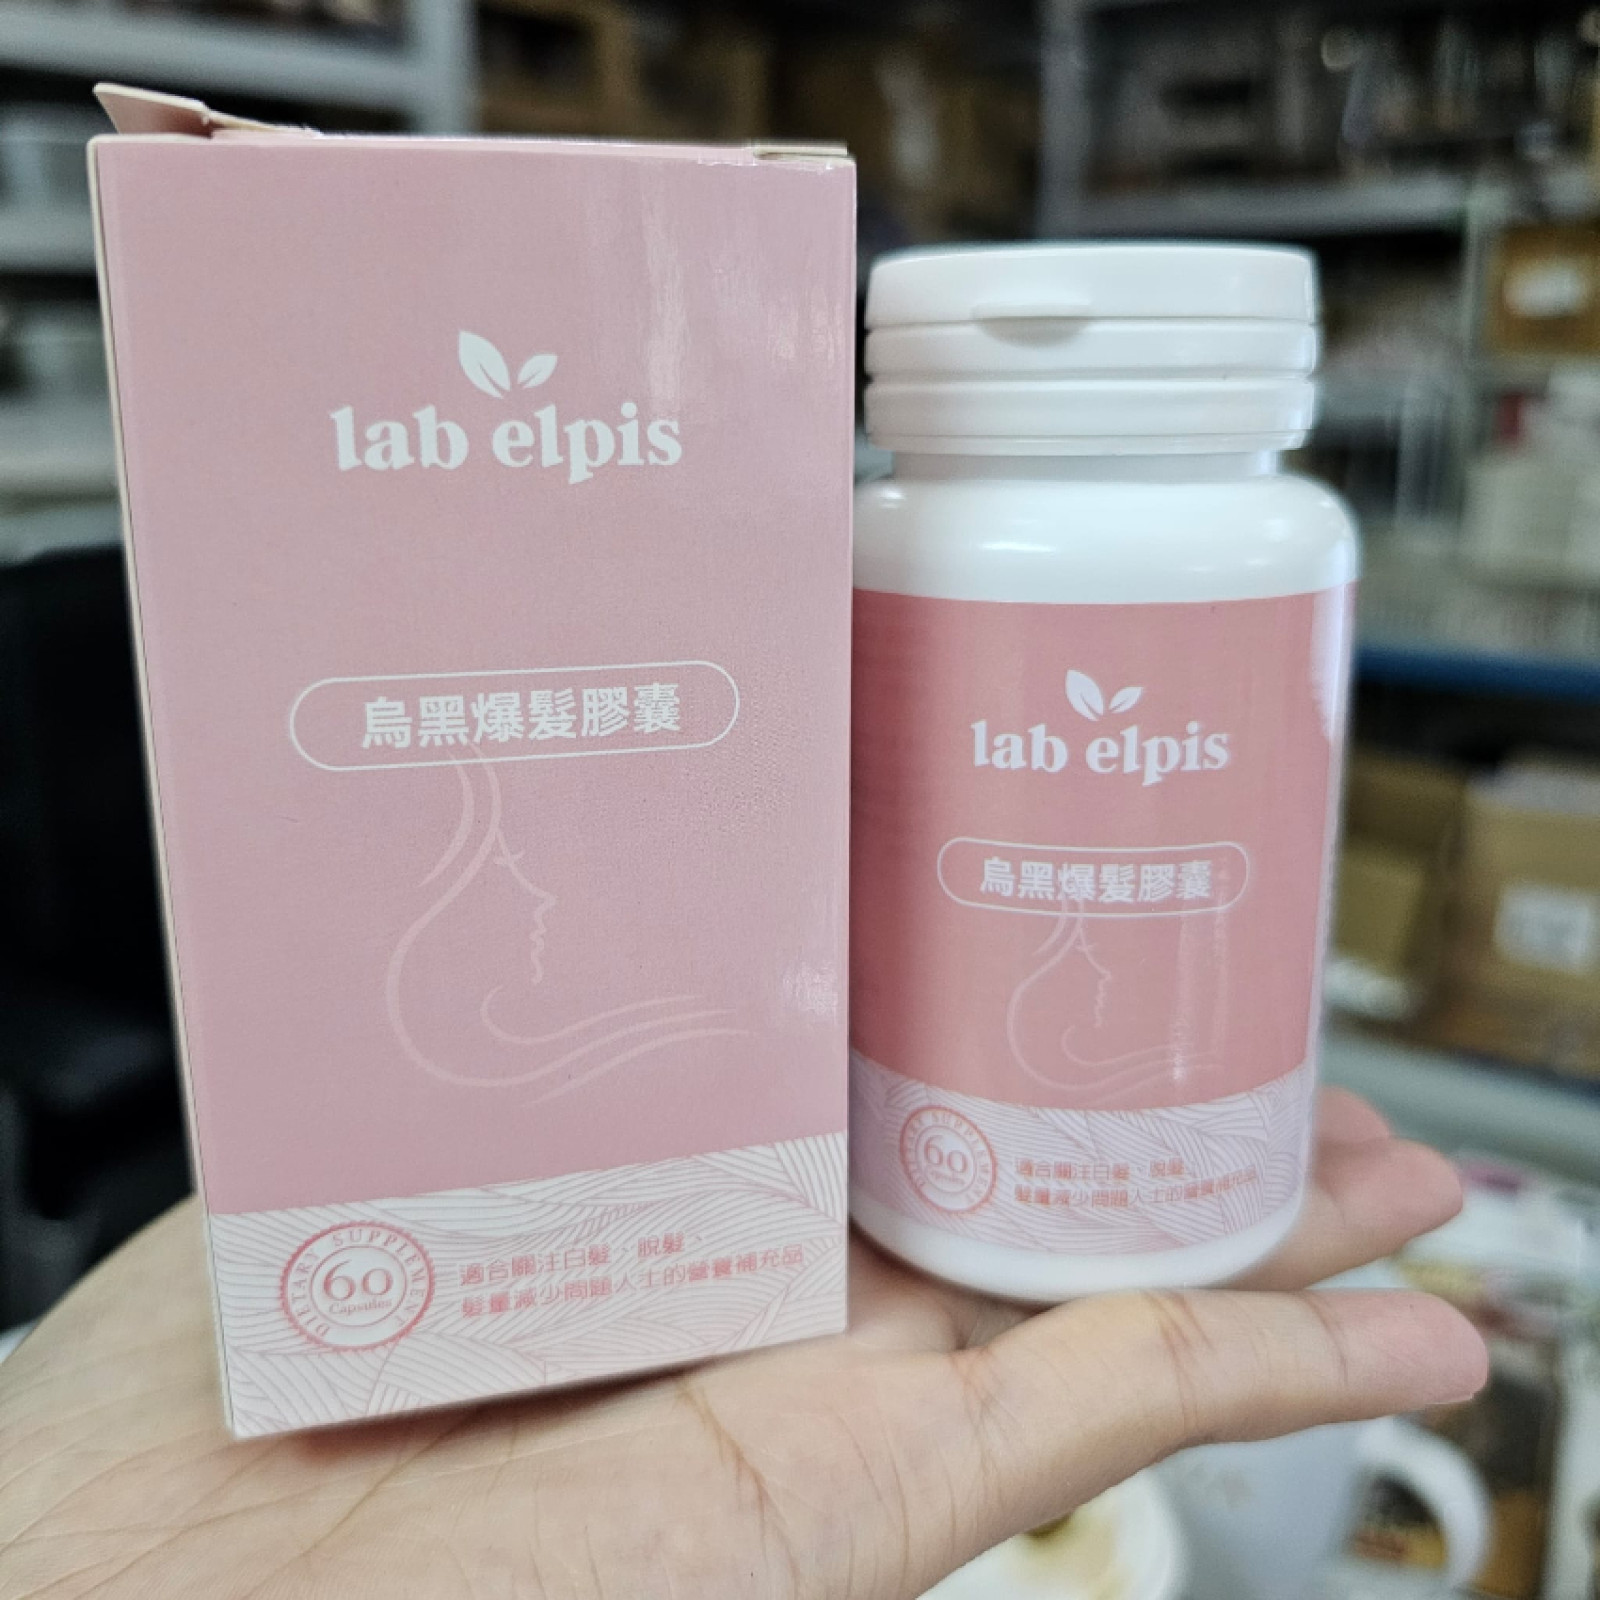 lab elpis
烏黑爆髮膠囊
DIETARY SUPPLEMENT
60
Capsules
適合關注白髮、脫髮、
髮量減少問題人士的營養補充品
lab elpis
烏黑爆髮膠囊
DIETARY SUPPLEMENT
60
Capsules
適合關注白髮、脫髮、
髮量減少問題人士的營養補充品